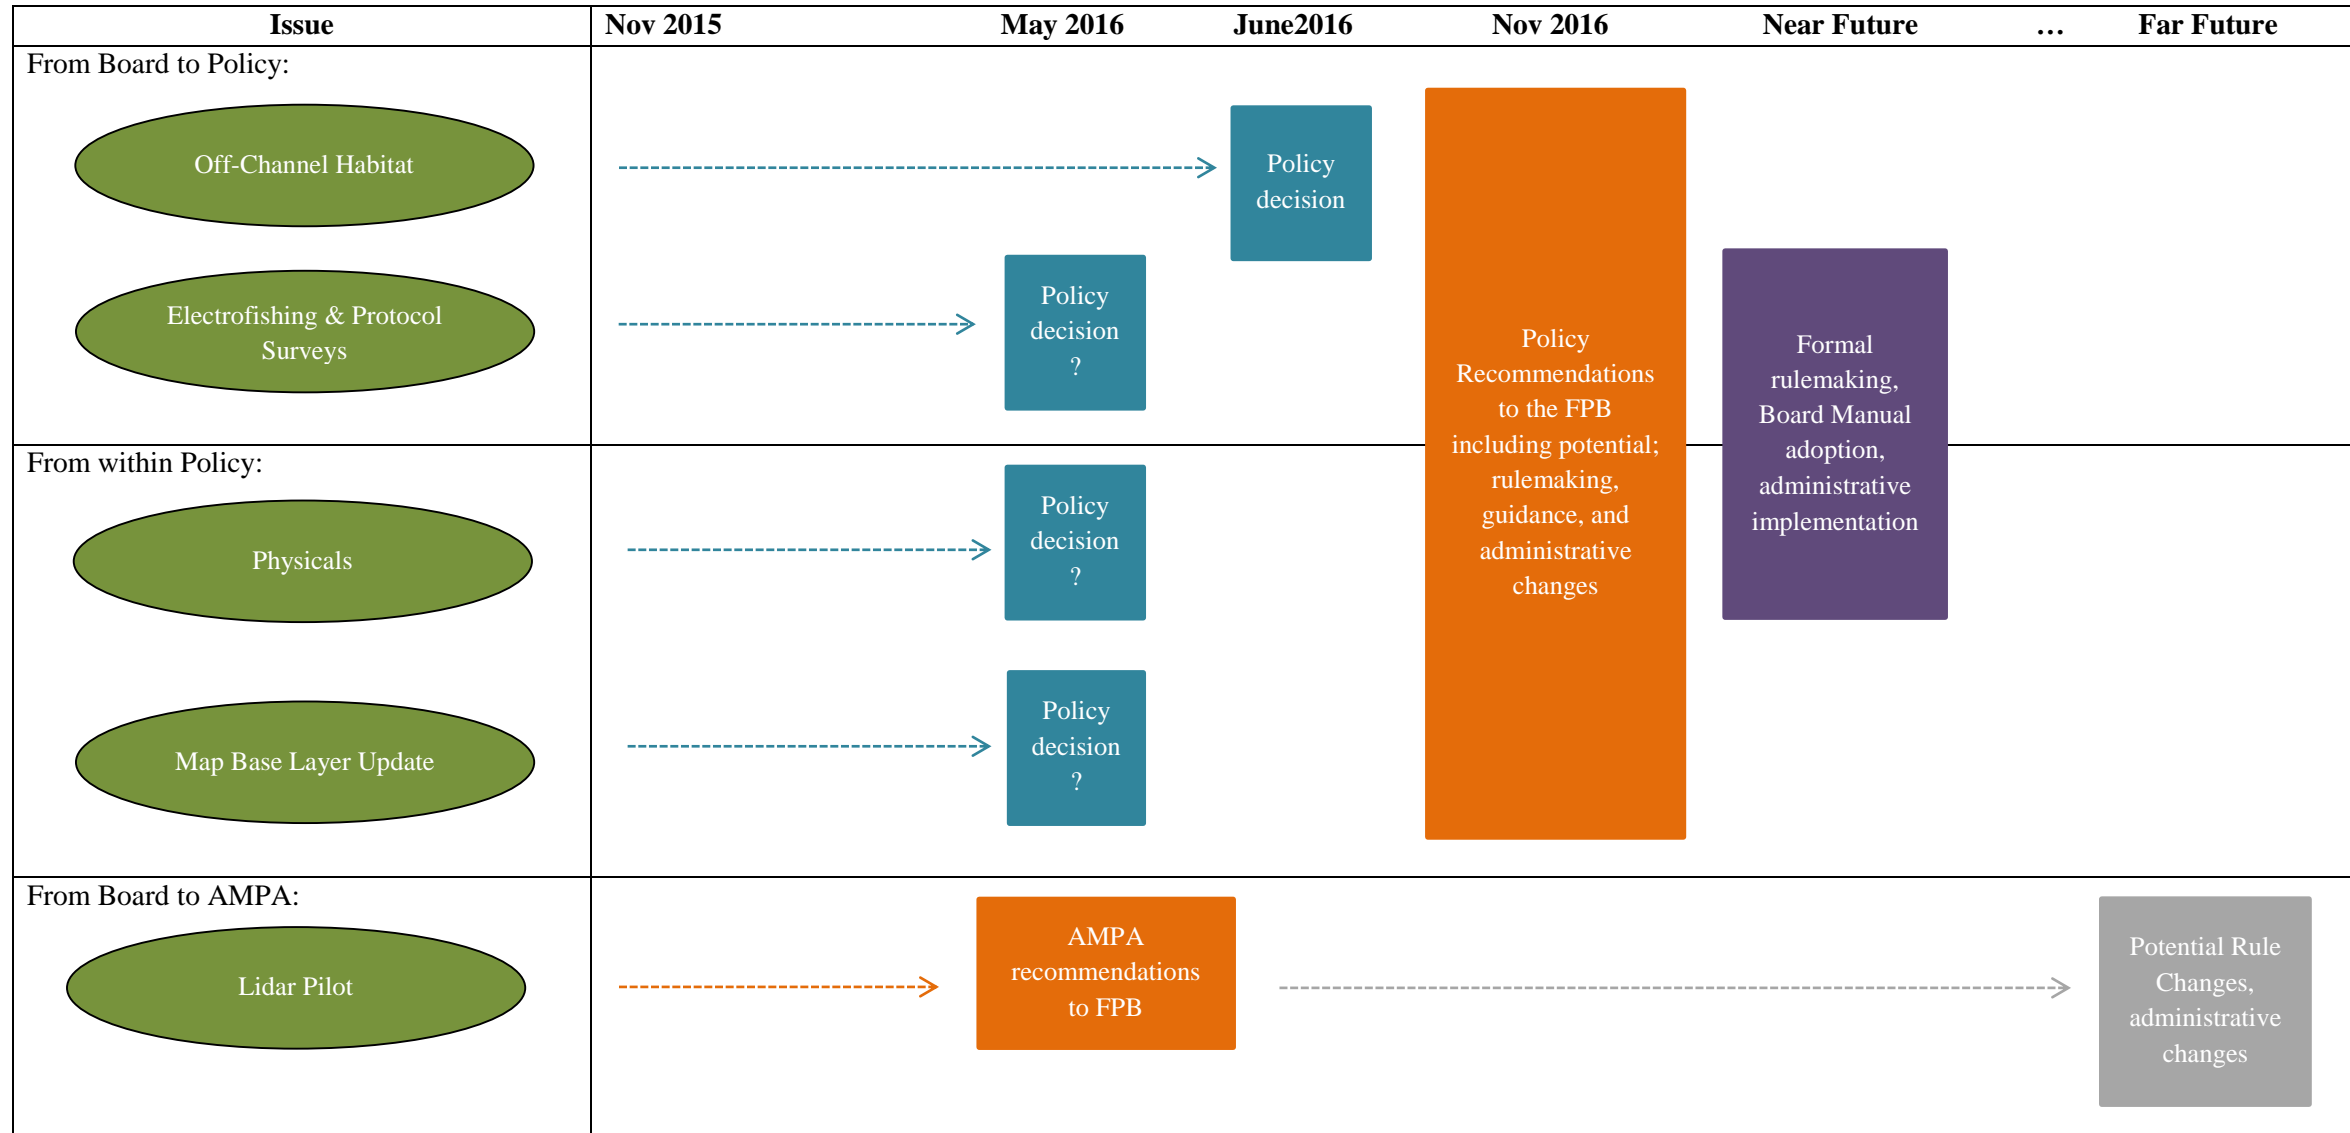 Issue
Nov 2015
May 2016
June2016
Nov 2016
Near Future
…
Far Future
From Board to Policy:
Off-Channel Habitat
Policy
decision
Electrofishing & Protocol
Surveys
Policy
decision
?
Policy
Recommendations
to the FPB
including potential;
rulemaking,
guidance, and
administrative
changes
Formal
rulemaking,
Board Manual
adoption,
administrative
implementation
From within Policy:
Physicals
Policy
decision
?
Map Base Layer Update
Policy
decision
?
From Board to AMPA:
Lidar Pilot
AMPA
recommendations
to FPB
Potential Rule
Changes,
administrative
changes